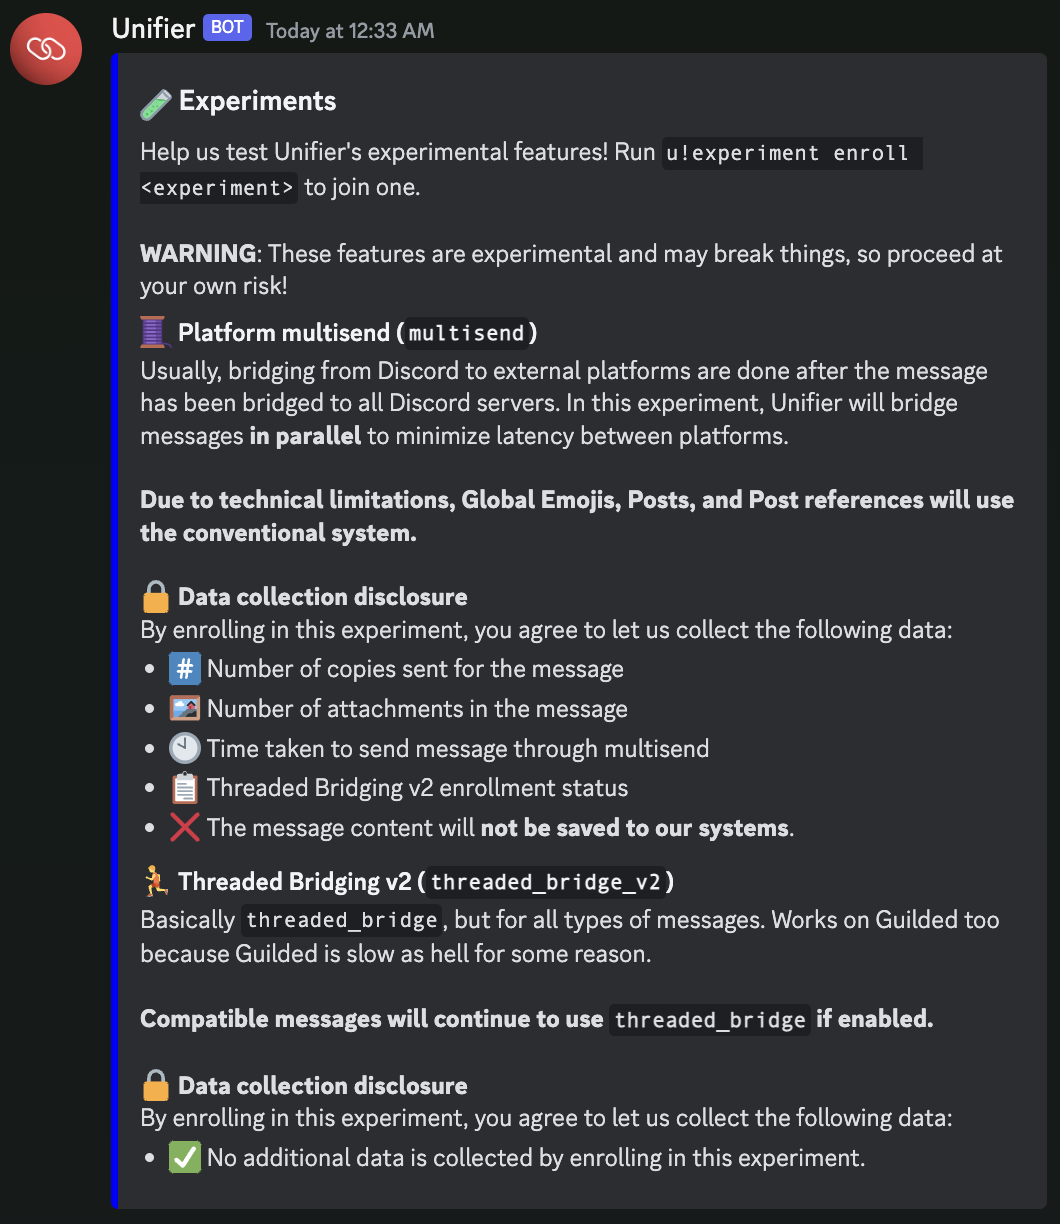 Unifier BOT Today at 12:33 AM
🧪 Experiments
Help us test Unifier's experimental features! Run u!experiment enroll
<experiment> to join one.
WARNING: These features are experimental and may break things, so proceed at
your own risk!
🧵 Platform multisend (multisend)
Usually, bridging from Discord to external platforms are done after the message
has been bridged to all Discord servers. In this experiment, Unifier will bridge
messages in parallel to minimize latency between platforms.
Due to technical limitations, Global Emojis, Posts, and Post references will use
the conventional system.
🔒 Data collection disclosure
By enrolling in this experiment, you agree to let us collect the following data:
• #️⃣ Number of copies sent for the message
• 🖼️ Number of attachments in the message
• 🕙 Time taken to send message through multisend
• 📋 Threaded Bridging v2 enrollment status
• ❌ The message content will not be saved to our systems.
🏃 Threaded Bridging v2 (threaded_bridge_v2)
Basically threaded_bridge, but for all types of messages. Works on Guilded too
because Guilded is slow as hell for some reason.
Compatible messages will continue to use threaded_bridge if enabled.
🔒 Data collection disclosure
By enrolling in this experiment, you agree to let us collect the following data:
• ✅ No additional data is collected by enrolling in this experiment.